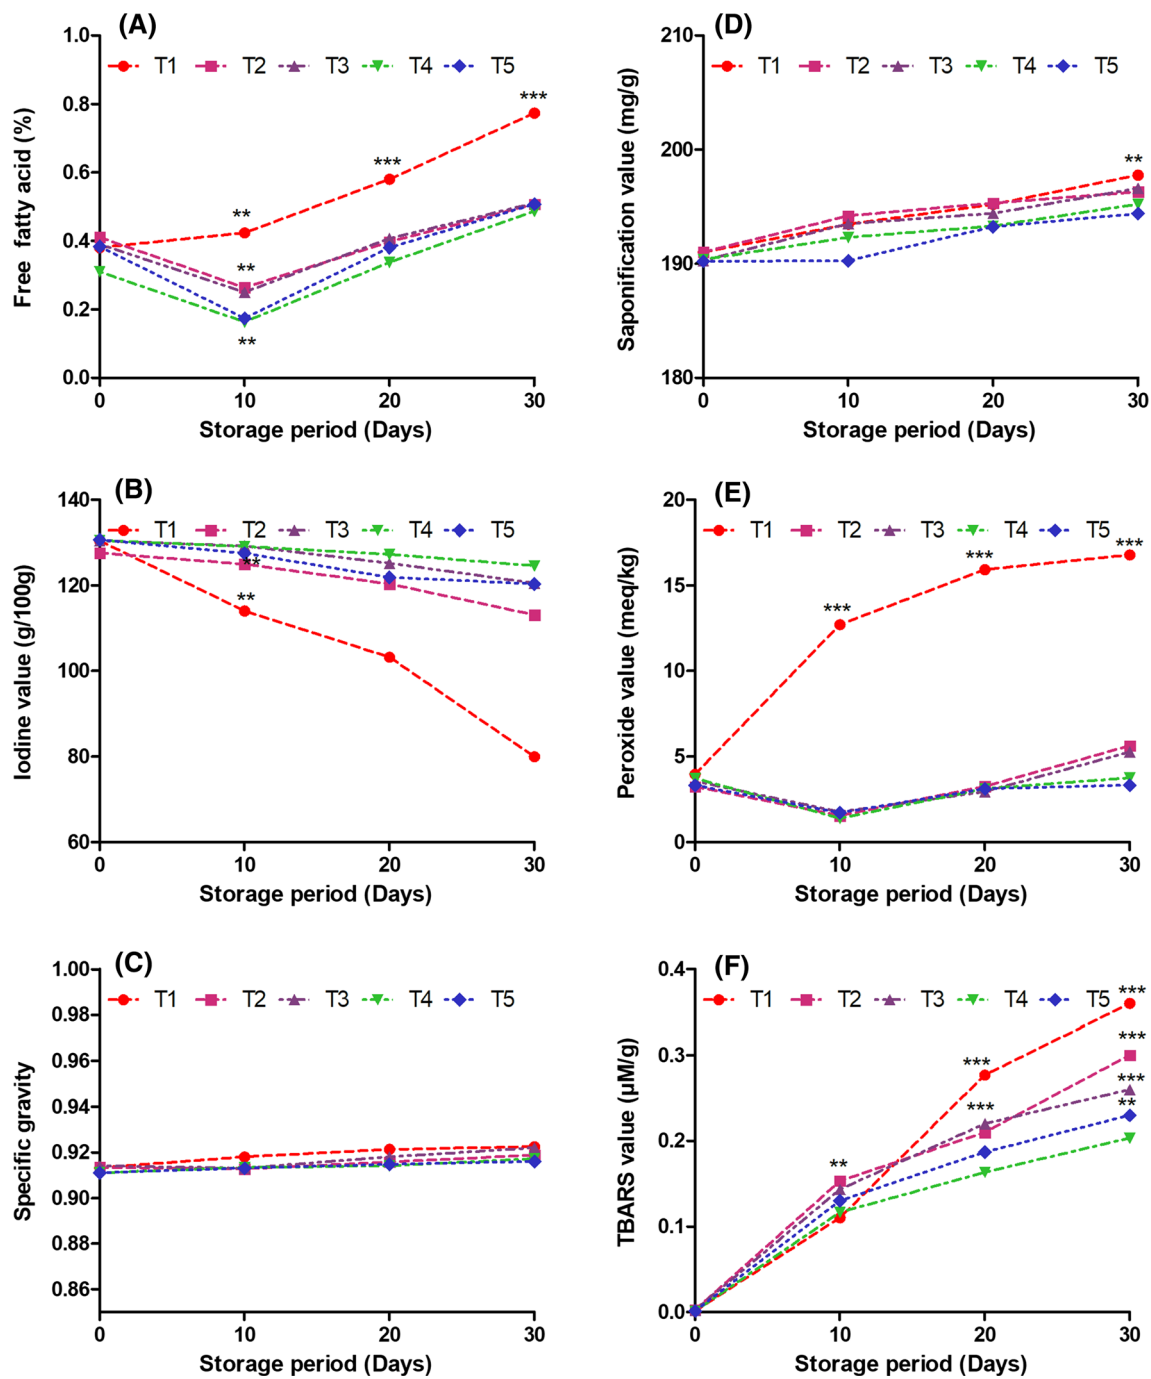 (A)
1.0
0.8
0.6
0.4
0.2
0.0
Free fatty acid (%)
T1 T2 T3 T4 T5
***
***
**
**
**
0 10 20 30
Storage period (Days)
(D)
210
200
190
180
Saponification value (mg/g)
T1 T2 T3 T4 T5
**
0 10 20 30
Storage period (Days)
(B)
140
120
100
80
60
Iodine value (g/100g)
T1 T2 T3 T4 T5
**
**
0 10 20 30
Storage period (Days)
(E)
20
15
10
5
0
Peroxide value (meq/kg)
T1 T2 T3 T4 T5
***
***
***
0 10 20 30
Storage period (Days)
(C)
1.00
0.98
0.96
0.94
0.92
0.90
0.88
0.86
Specific gravity
T1 T2 T3 T4 T5
0 10 20 30
Storage period (Days)
(F)
0.4
0.3
0.2
0.1
0.0
TBARS value (µM/g)
T1 T2 T3 T4 T5
***
***
***
***
***
**
**
0 10 20 30
Storage period (Days)